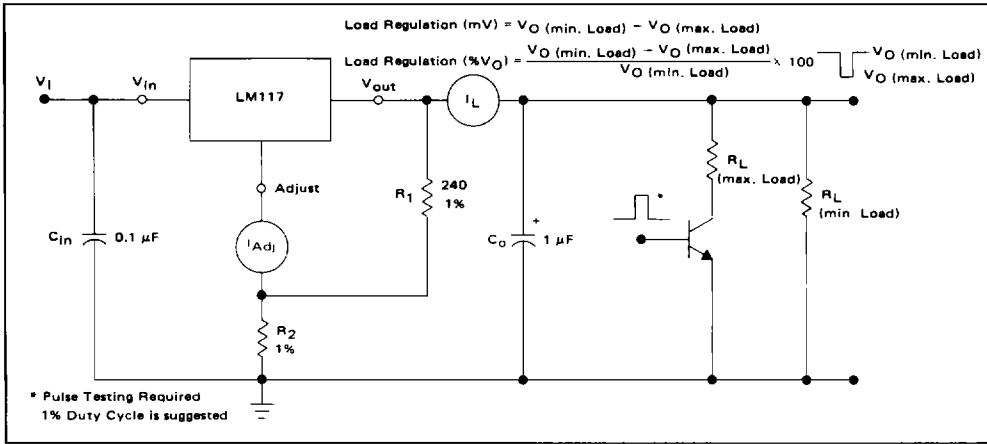 Load Regulation (mV) = VO (min. Load) – VO (max. Load)
Load Regulation (%VO) = VO (min. Load) – VO (max. Load) / VO (min. Load) × 100
VO (min. Load)
VO (max. Load)
VI
Vin
LM117
Vout
IL
Adjust
R1
240
1%
RL
(max. Load)
RL
(min Load)
*
Cin
0.1 µF
IAdj
+
Co
1 µF
R2
1%
* Pulse Testing Required
1% Duty Cycle is suggested